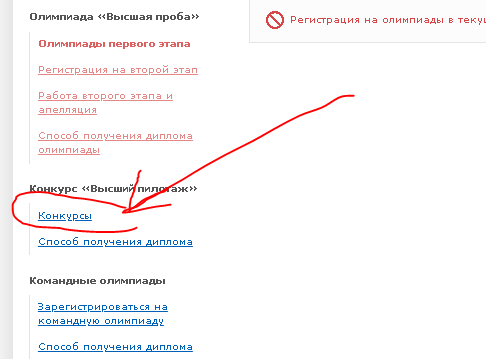 Олимпиада «Высшая проба»
Регистрация на олимпиады в
Олимпиады первого этапа
Регистрация на второй этап
Работа второго этапа и
апелляция
Способ получения диплома
олимпиады
Конкурс «Высший пилотаж»
Конкурсы
Способ получения диплома
Командные олимпиады
Зарегистрироваться на
командную олимпиаду
Способ получения диплома